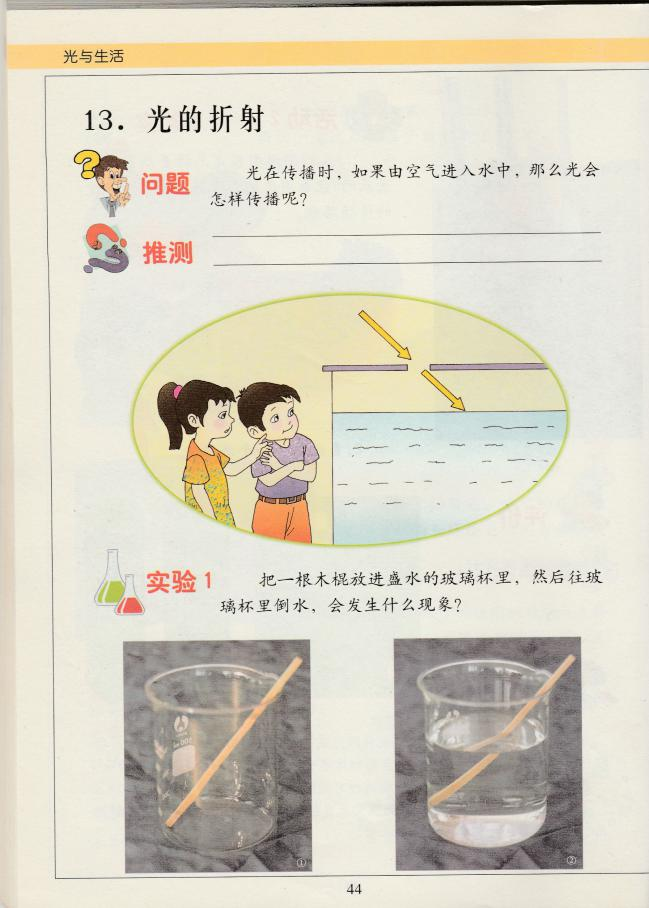 光与生活
13. 光的折射
问题
光在传播时，如果由空气进入水中，那么光会
怎样传播呢？
推测
实验 1
把一根木棍放进盛水的玻璃杯里，然后往玻
璃杯里倒水，会发生什么现象？
①
②
44